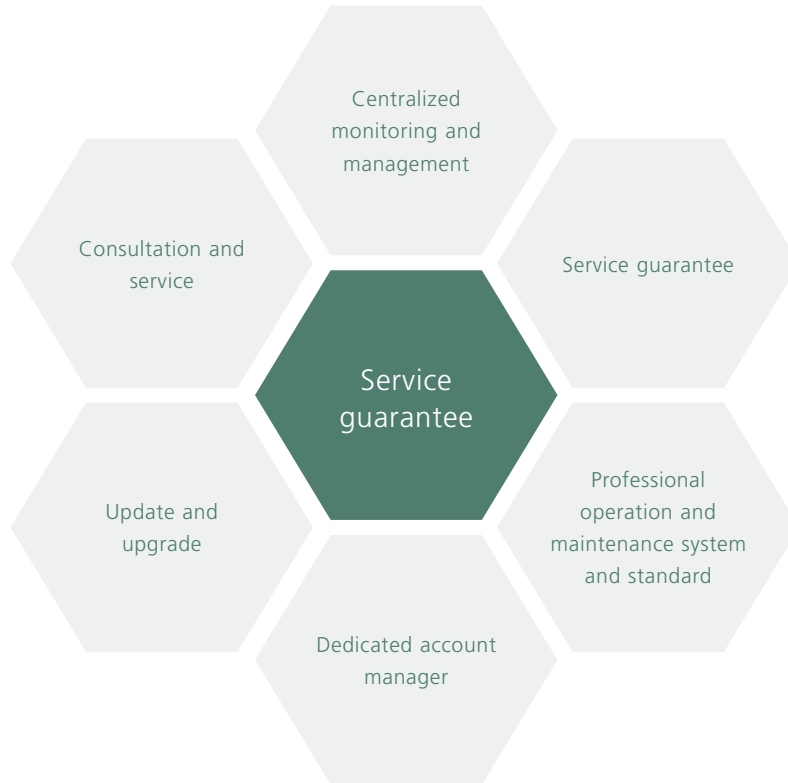 Centralized
monitoring and
management
Consultation and
service
Service guarantee
Service
guarantee
Update and
upgrade
Professional
operation and
maintenance system
and standard
Dedicated account
manager